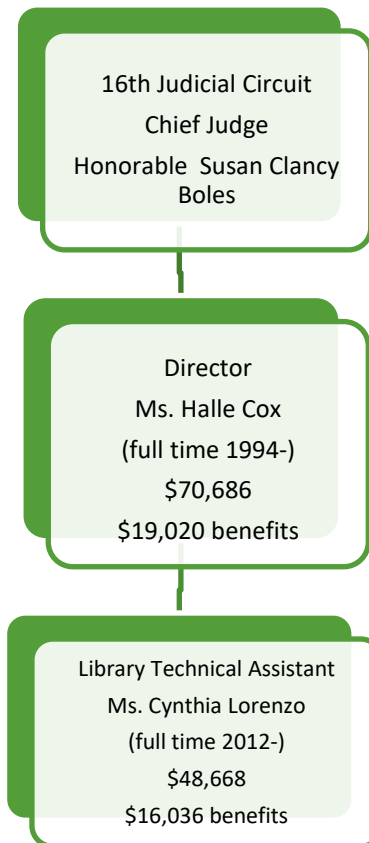 16th Judicial Circuit
Chief Judge
Honorable Susan Clancy
Boles
Director
Ms. Halle Cox
(full time 1994-)
$70,686
$19,020 benefits
Library Technical Assistant
Ms. Cynthia Lorenzo
(full time 2012-)
$48,668
$16,036 benefits